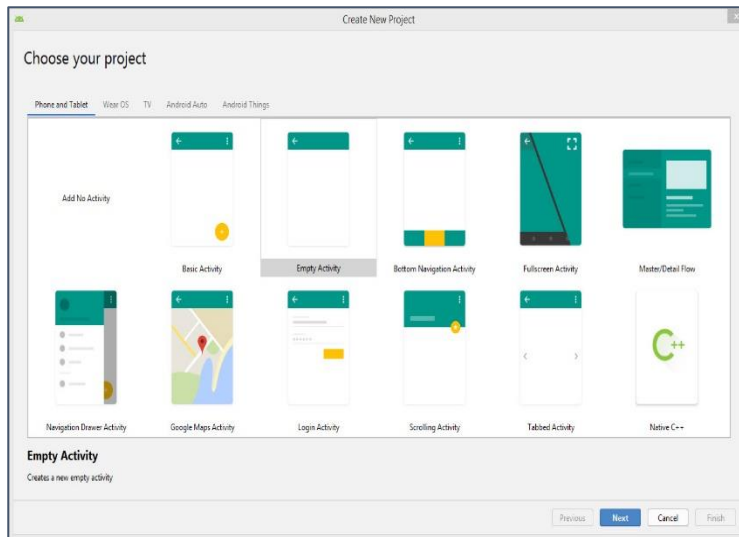 Create New Project
Choose your project
Phone and Tablet Wear OS TV Android Auto Android Things
Add No Activity
Basic Activity Empty Activity Bottom Navigation Activity Fullscreen Activity Master/Detail Flow
C++
Navigation Drawer Activity Google Maps Activity Login Activity Scrolling Activity Tabbed Activity Native C++
Empty Activity
Creates a new empty activity
Previous Next Cancel Finish